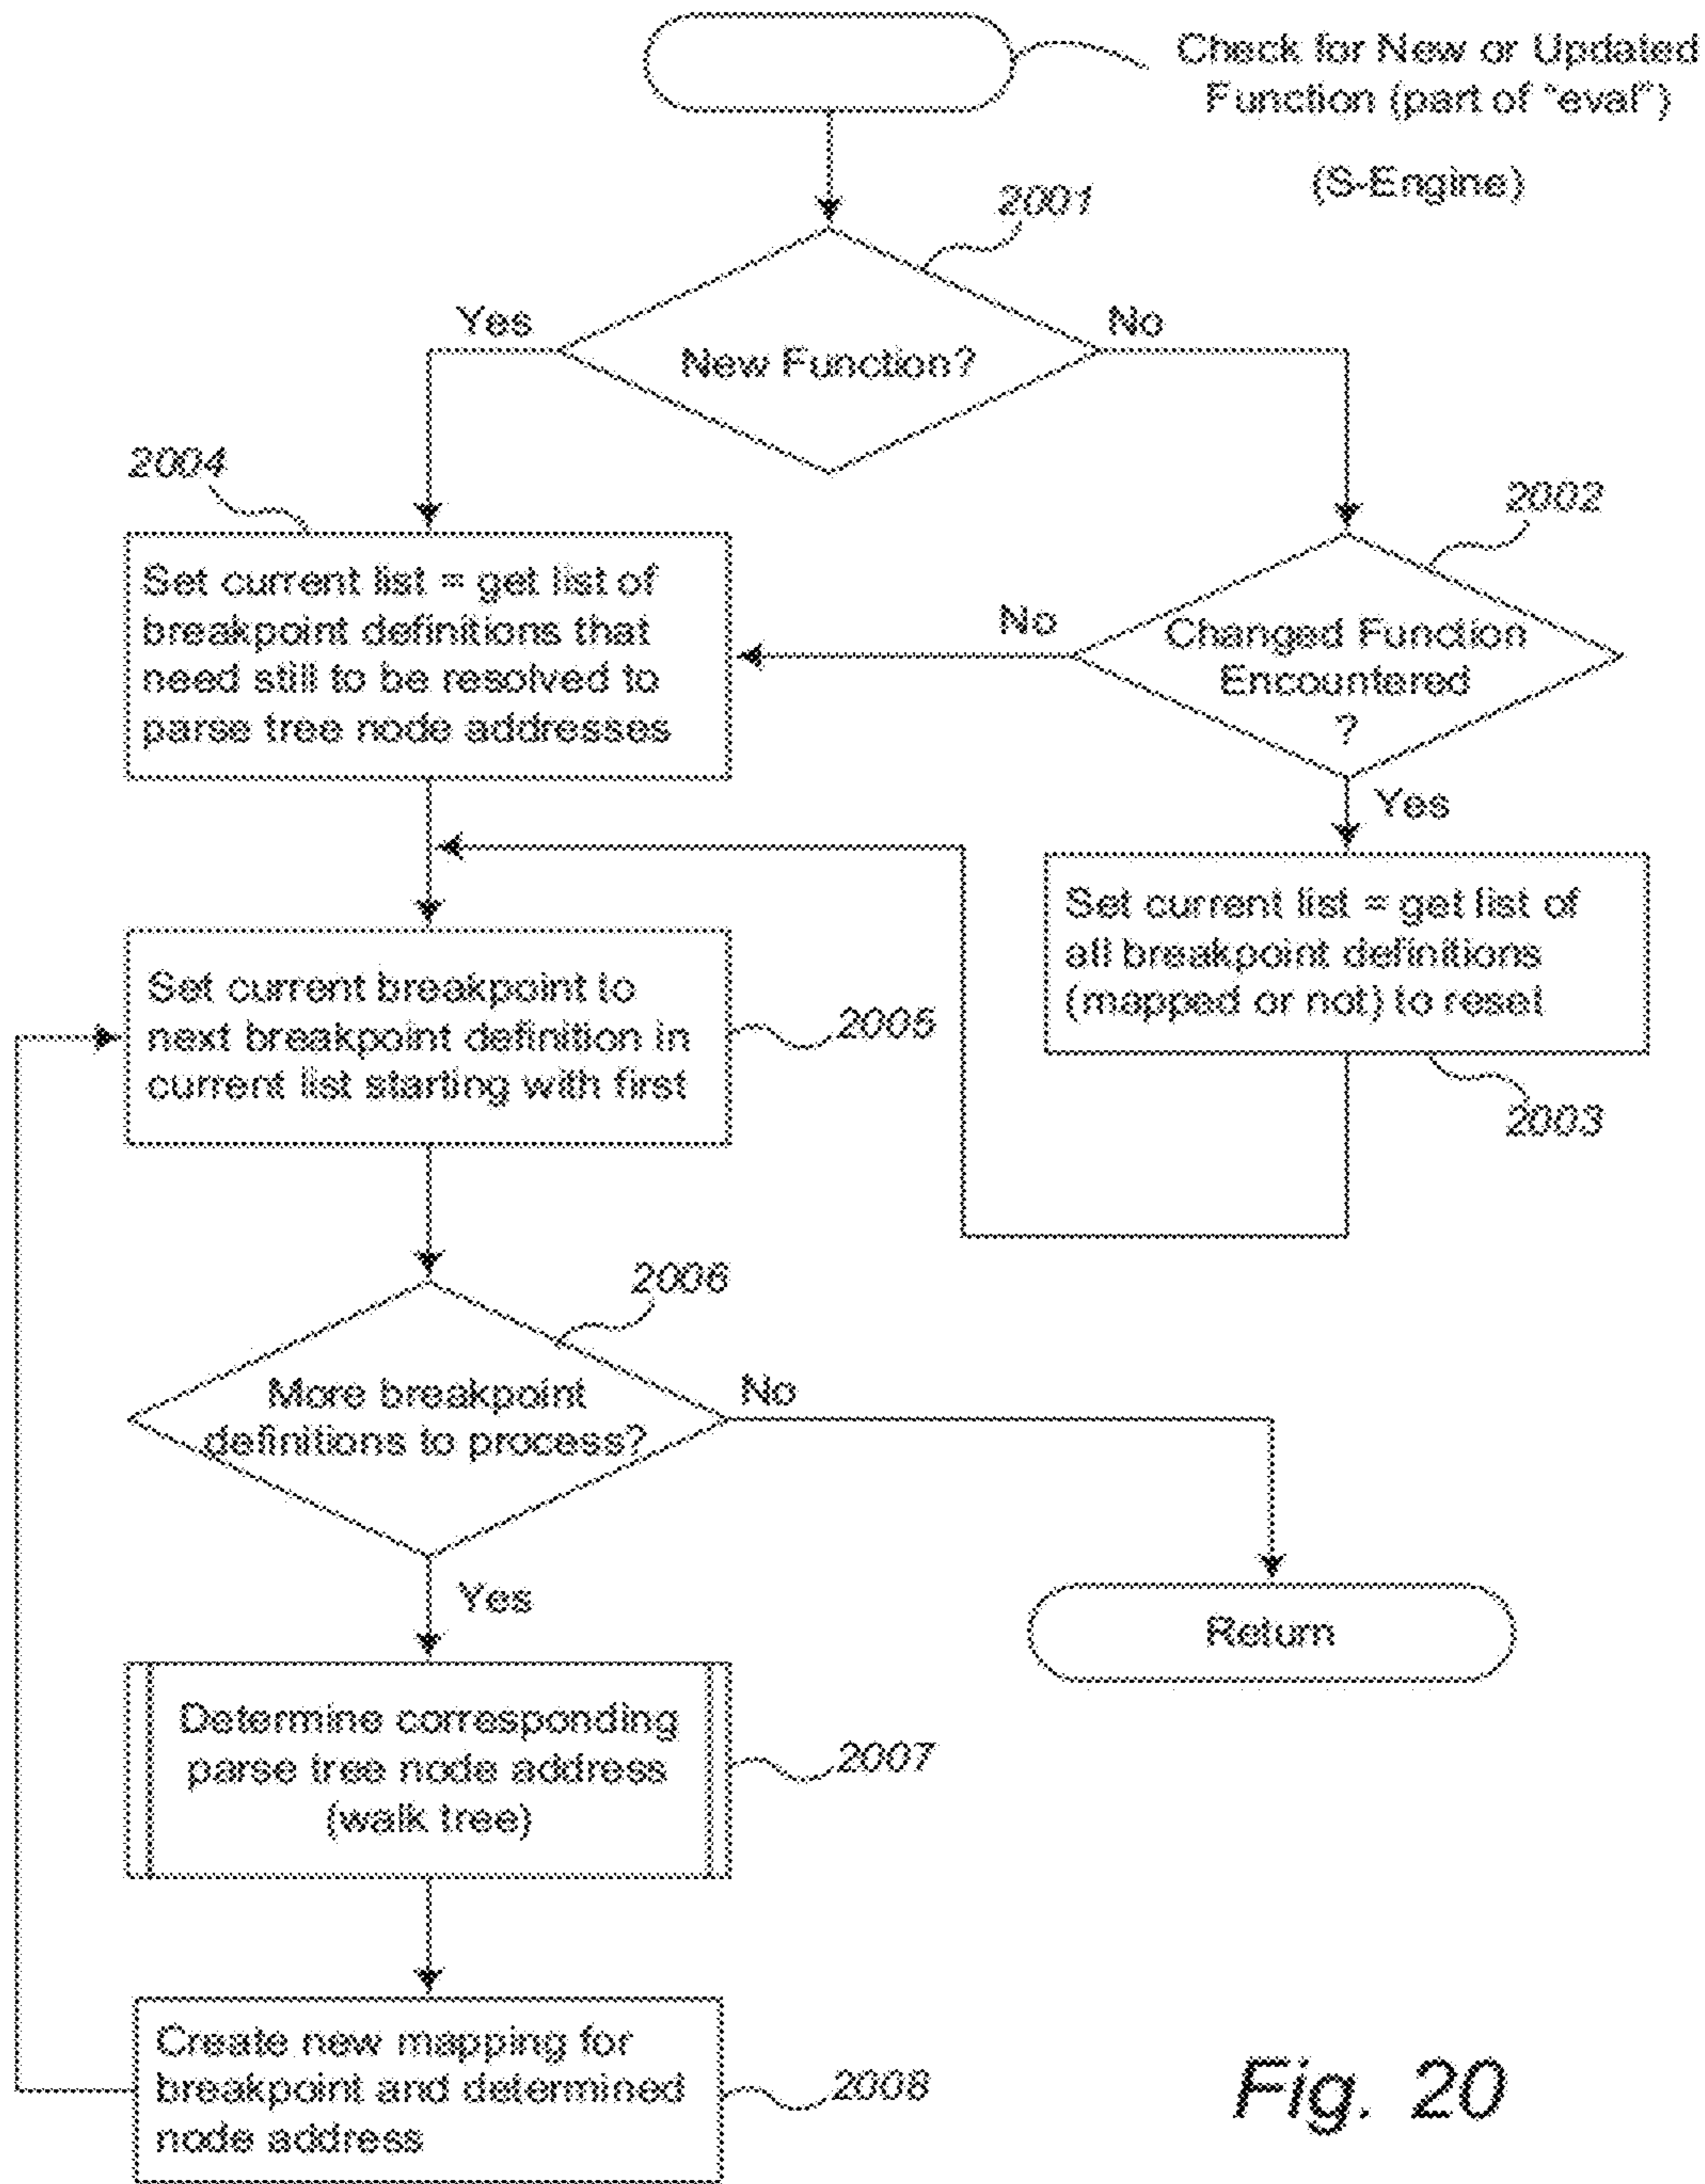 Check for New or Updated
Function (part of "eval")
(S-Engine)
2001
Yes
No
New Function?
2004
2002
Set current list = get list of
breakpoint definitions that
need still to be resolved to
parse tree node addresses
No
Changed Function
Encountered
?
Yes
Set current list = get list of
all breakpoint definitions
(mapped or not) to reset
2003
Set current breakpoint to
next breakpoint definition in
current list starting with first
2005
2006
More breakpoint
definitions to process?
No
Yes
Return
Determine corresponding
parse tree node address
(walk tree)
2007
Create new mapping for
breakpoint and determined
node address
2008
Fig. 20